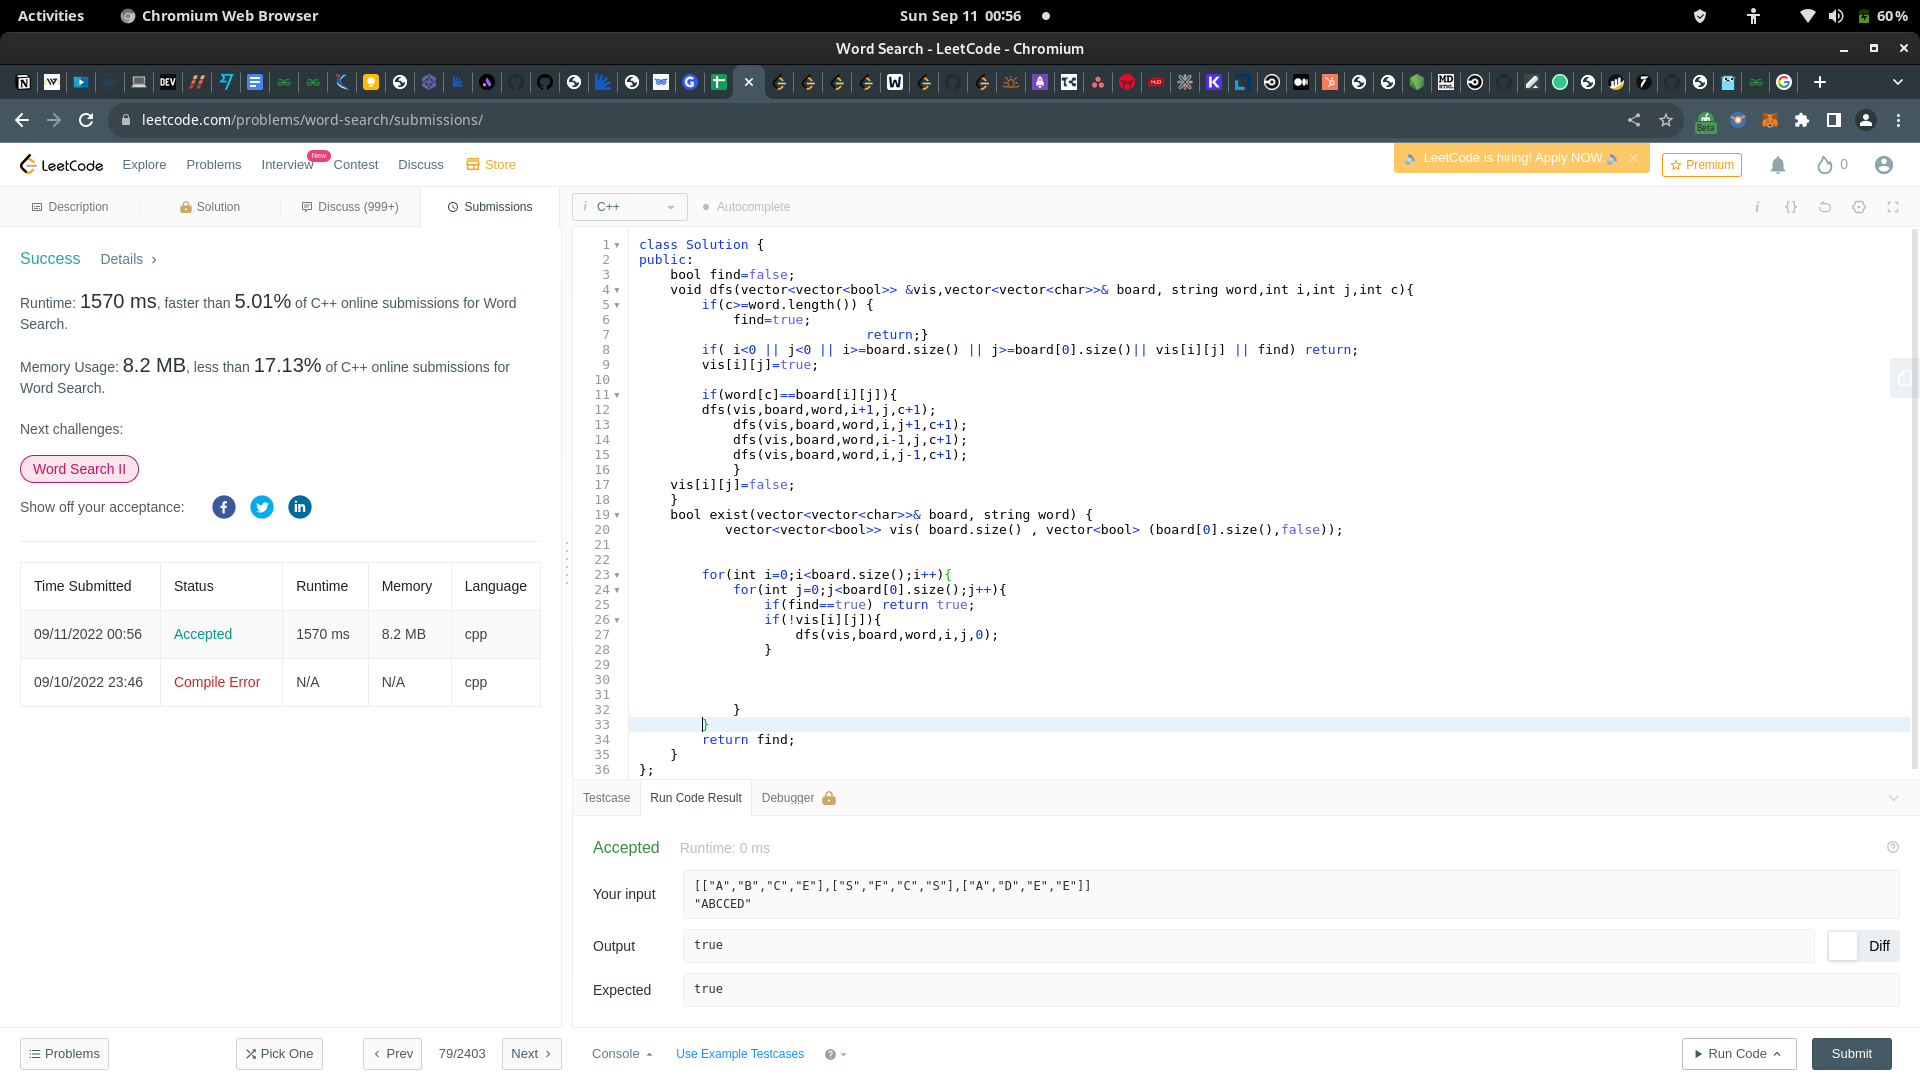 Activities
Chromium Web Browser
Sun Sep 11 00:56
60%
Word Search - LeetCode - Chromium
leetcode.com/problems/word-search/submissions/
Beta
LeetCode
Explore
Problems
Interview
New
Contest
Discuss
Store
LeetCode is hiring! Apply NOW.
Premium
0
Description
Solution
Discuss (999+)
Submissions
i C++
Autocomplete
Success
Details
Runtime: 1570 ms, faster than 5.01% of C++ online submissions for Word
Search.
Memory Usage: 8.2 MB, less than 17.13% of C++ online submissions for
Word Search.
Next challenges:
Word Search II
Show off your acceptance:
Time Submitted Status Runtime Memory Language
09/11/2022 00:56 Accepted 1570 ms 8.2 MB cpp
09/10/2022 23:46 Compile Error N/A N/A cpp
1 class Solution {
2 public:
3 bool find=false;
4 void dfs(vector<vector<bool>> &vis,vector<vector<char>>& board, string word,int i,int j,int c){
5 if(c>=word.length()) {
6 find=true;
7 return;}
8 if( i<0 || j<0 || i>=board.size() || j>=board[0].size()|| vis[i][j] || find) return;
9 vis[i][j]=true;
10
11 if(word[c]==board[i][j]){
12 dfs(vis,board,word,i+1,j,c+1);
13 dfs(vis,board,word,i,j+1,c+1);
14 dfs(vis,board,word,i-1,j,c+1);
15 dfs(vis,board,word,i,j-1,c+1);
16 }
17 vis[i][j]=false;
18 }
19 bool exist(vector<vector<char>>& board, string word) {
20 vector<vector<bool>> vis( board.size() , vector<bool> (board[0].size(),false));
21
22
23 for(int i=0;i<board.size();i++){
24 for(int j=0;j<board[0].size();j++){
25 if(find==true) return true;
26 if(!vis[i][j]){
27 dfs(vis,board,word,i,j,0);
28 }
29
30
31
32 }
33 }
34 return find;
35 }
36 };
Testcase
Run Code Result
Debugger
Accepted
Runtime: 0 ms
Your input
[["A","B","C","E"],["S","F","C","S"],["A","D","E","E"]]
"ABCCED"
Output
true
Diff
Expected
true
Problems
Pick One
Prev
79/2403
Next
Console
Use Example Testcases
Run Code
Submit